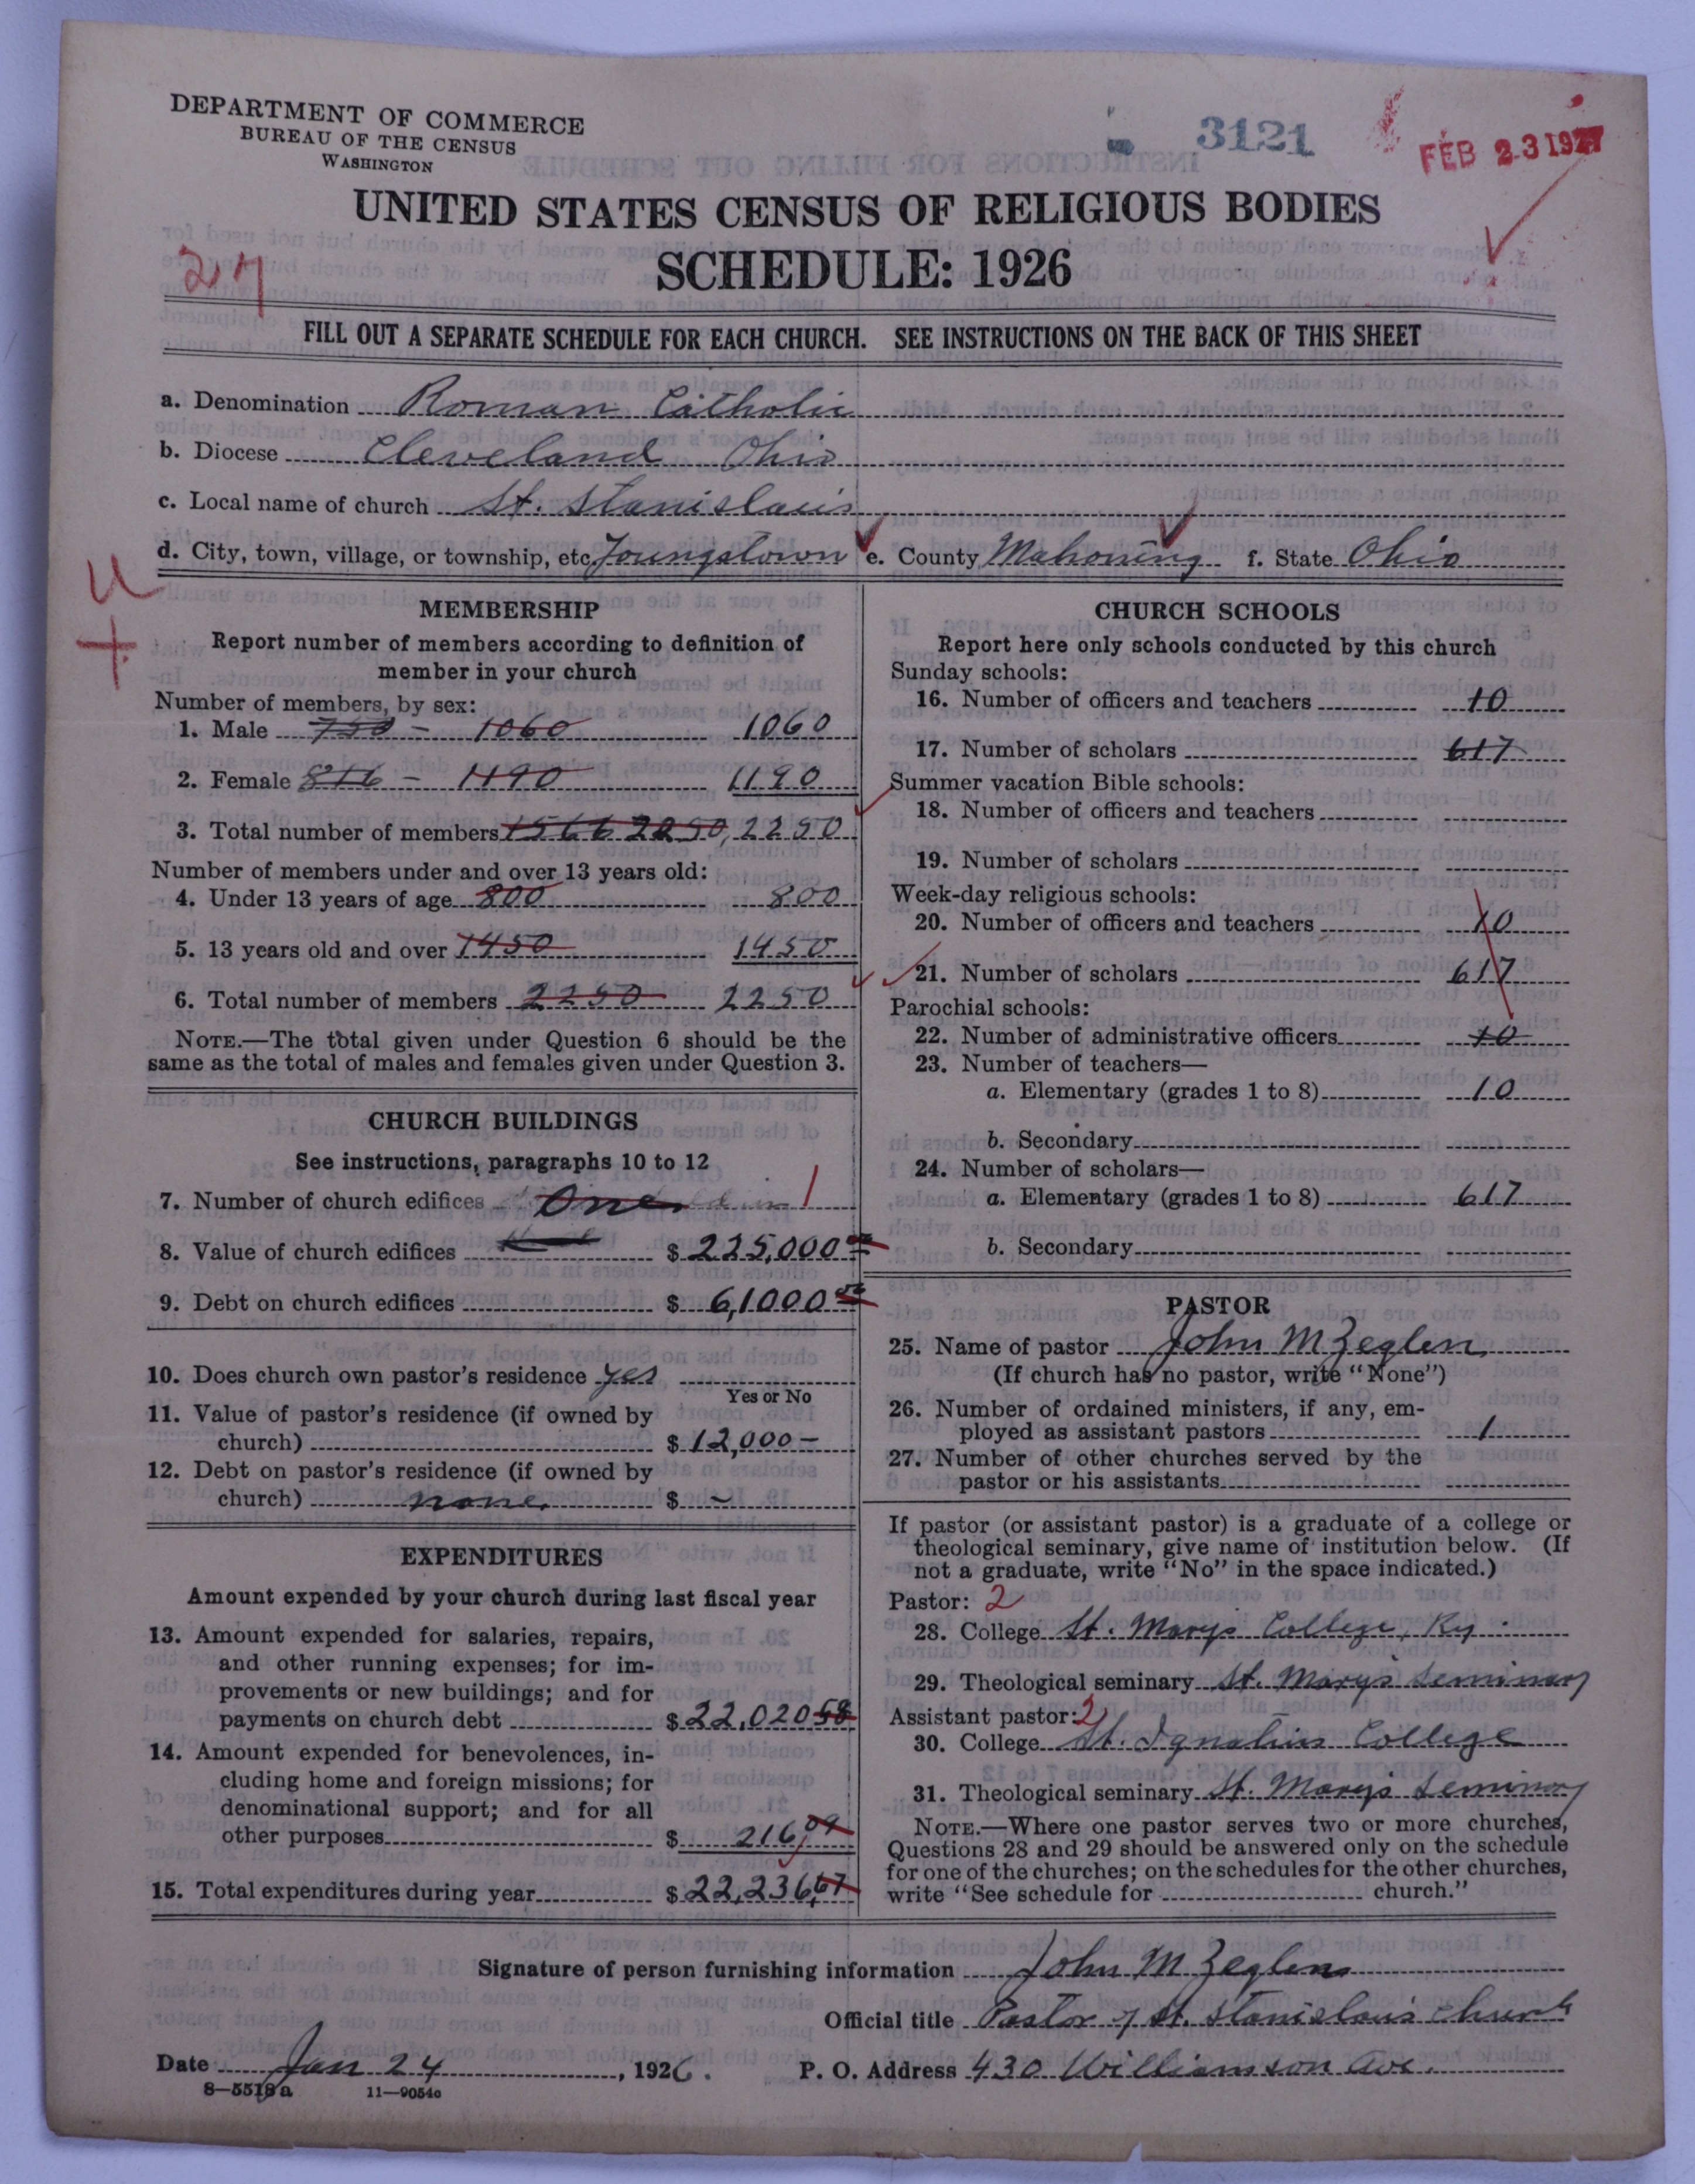 DEPARTMENT OF COMMERCE
BUREAU OF THE CENSUS
WASHINGTON
3121
FEB 23 1927
UNITED STATES CENSUS OF RELIGIOUS BODIES
SCHEDULE: 1926
FILL OUT A SEPARATE SCHEDULE FOR EACH CHURCH. SEE INSTRUCTIONS ON THE BACK OF THIS SHEET
a. Denomination Roman Catholic
b. Diocese Cleveland Ohio
c. Local name of church St. Stanislaus
d. City, town, village, or township, etc. Youngstown e. County Mahoning f. State Ohio
MEMBERSHIP
Report number of members according to definition of
member in your church
Number of members, by sex:
1. Male 750 - 1060 1060
2. Female 816 - 1190 1190
3. Total number of members 1566 2250, 2250
Number of members under and over 13 years old:
4. Under 13 years of age 800 800
5. 13 years old and over 1450 1450
6. Total number of members 2250 2250
NOTE.—The total given under Question 6 should be the
same as the total of males and females given under Question 3.
CHURCH BUILDINGS
See instructions, paragraphs 10 to 12
7. Number of church edifices One 1
8. Value of church edifices $ 225,000
9. Debt on church edifices $ 61,000
10. Does church own pastor's residence yes
Yes or No
11. Value of pastor's residence (if owned by
church) $ 12,000 —
12. Debt on pastor's residence (if owned by
church) none $ -
EXPENDITURES
Amount expended by your church during last fiscal year
13. Amount expended for salaries, repairs,
and other running expenses; for im-
provements or new buildings; and for
payments on church debt $ 22,020 58
14. Amount expended for benevolences, in-
cluding home and foreign missions; for
denominational support; and for all
other purposes $ 216,09
15. Total expenditures during year $ 22,236,67
CHURCH SCHOOLS
Report here only schools conducted by this church
Sunday schools:
16. Number of officers and teachers 10
17. Number of scholars 617
Summer vacation Bible schools:
18. Number of officers and teachers
19. Number of scholars
Week-day religious schools:
20. Number of officers and teachers 10
21. Number of scholars 617
Parochial schools:
22. Number of administrative officers 10
23. Number of teachers—
a. Elementary (grades 1 to 8) 10
b. Secondary
24. Number of scholars—
a. Elementary (grades 1 to 8) 617
b. Secondary
PASTOR
25. Name of pastor John M Zeglen
(If church has no pastor, write "None")
26. Number of ordained ministers, if any, em-
ployed as assistant pastors 1
27. Number of other churches served by the
pastor or his assistants
If pastor (or assistant pastor) is a graduate of a college or
theological seminary, give name of institution below. (If
not a graduate, write "No" in the space indicated.)
Pastor: 2
28. College St. Mary's College, Ky.
29. Theological seminary St. Mary's Seminary
Assistant pastor: 2
30. College St. Ignatius College
31. Theological seminary St. Mary's Seminary
NOTE.—Where one pastor serves two or more churches,
Questions 28 and 29 should be answered only on the schedule
for one of the churches; on the schedules for the other churches,
write "See schedule for church."
Signature of person furnishing information John M Zeglen
Official title Pastor of St. Stanislaus Church
Date Jan 24, 1926. P. O. Address 430 Williamson Ave.
8—5518a 11—9054c